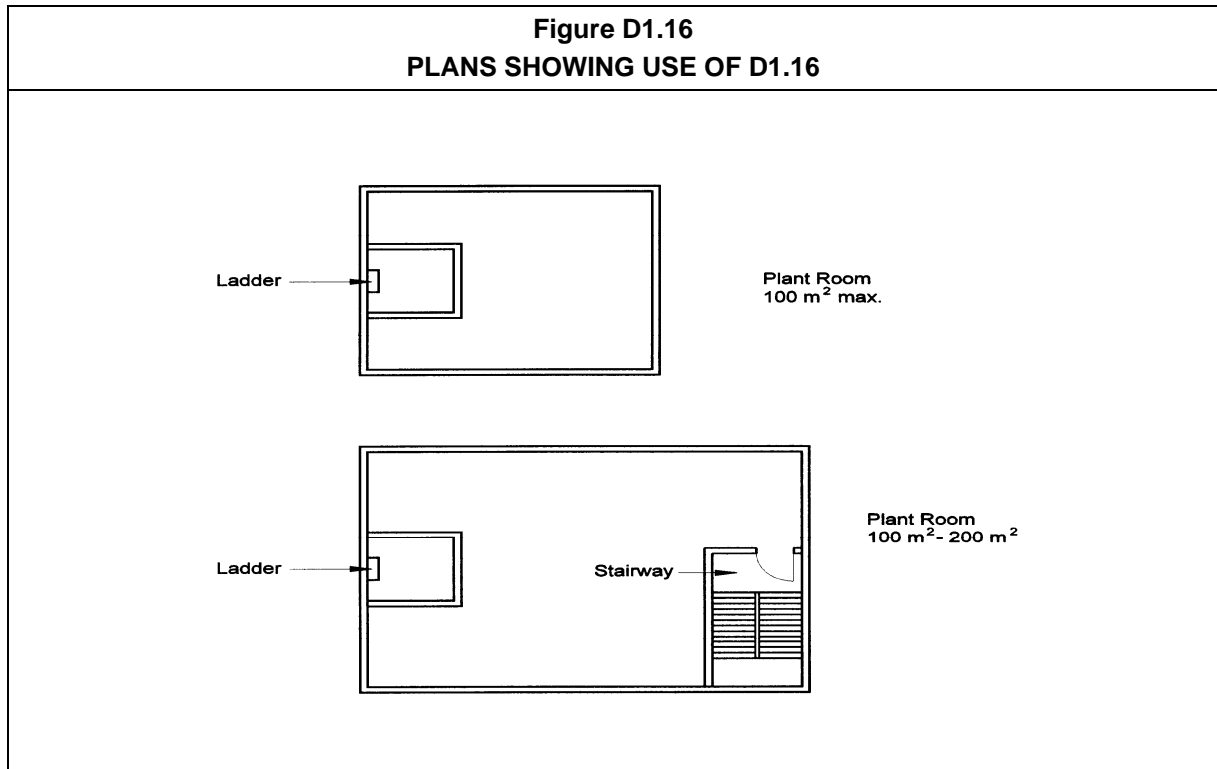 Figure D1.16
PLANS SHOWING USE OF D1.16
Ladder
Plant Room
100 m² max.
Ladder
Stairway
Plant Room
100 m²- 200 m²